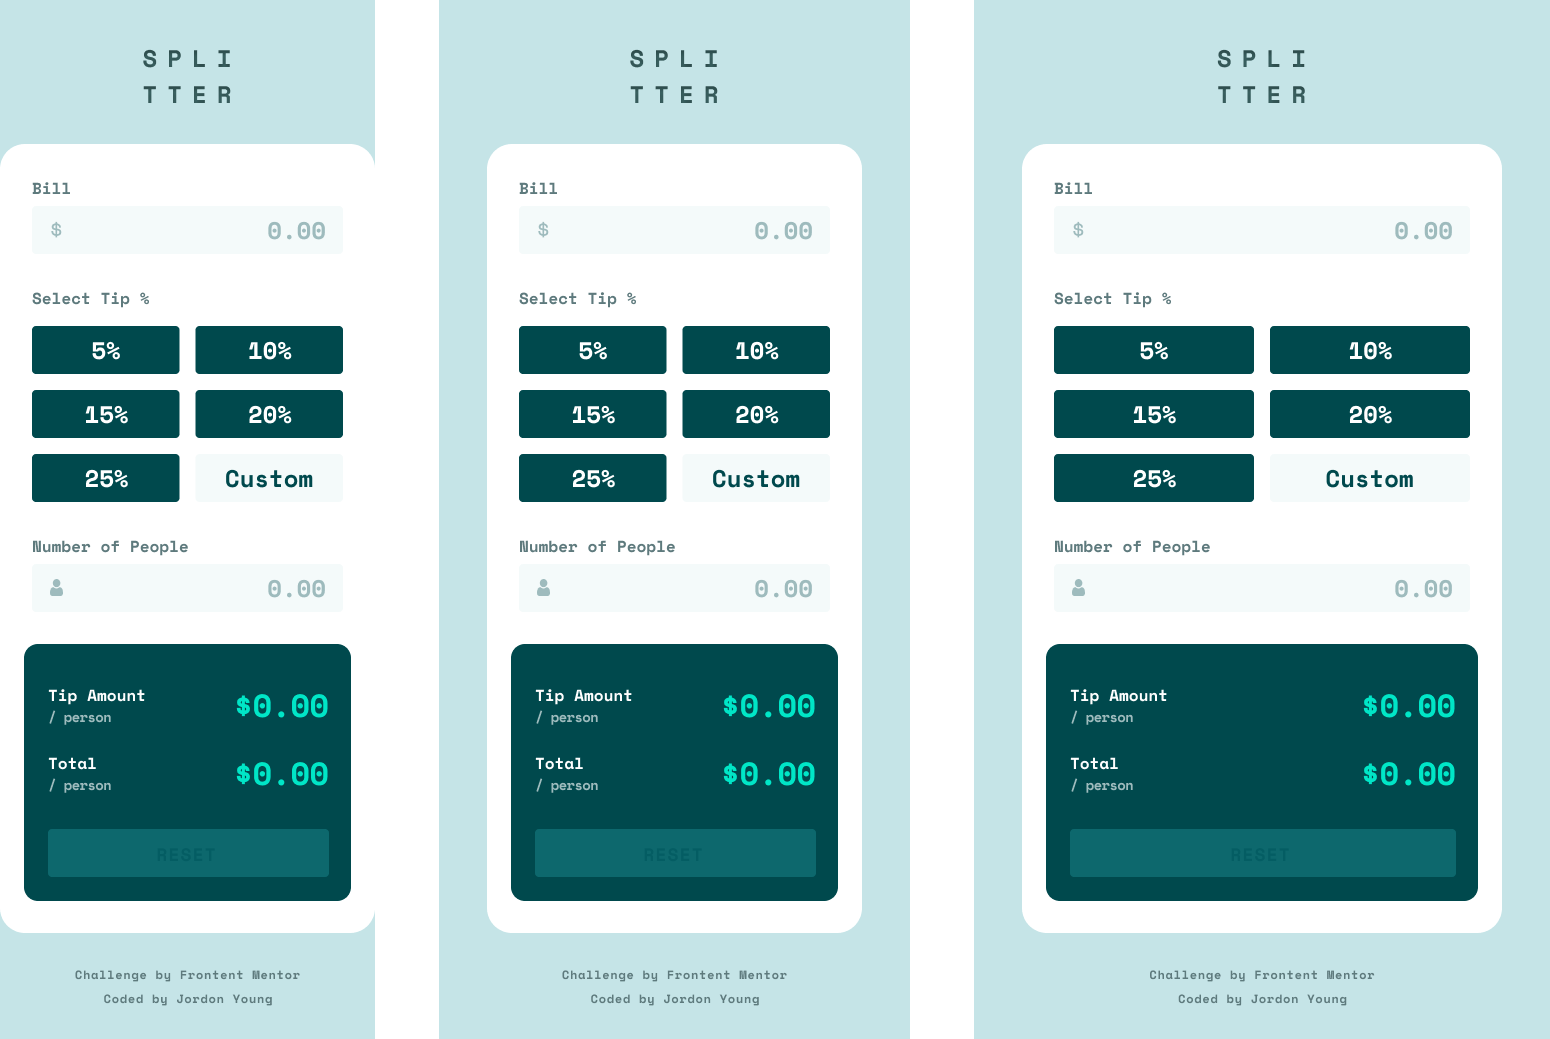 SPLI
TTER
Bill
$ 0.00
Select Tip %
5% 10%
15% 20%
25% Custom
Number of People
0.00
Tip Amount $0.00
/ person
Total $0.00
/ person
RESET
Challenge by Frontent Mentor
Coded by Jordon Young
SPLI
TTER
Bill
$ 0.00
Select Tip %
5% 10%
15% 20%
25% Custom
Number of People
0.00
Tip Amount $0.00
/ person
Total $0.00
/ person
RESET
Challenge by Frontent Mentor
Coded by Jordon Young
SPLI
TTER
Bill
$ 0.00
Select Tip %
5% 10%
15% 20%
25% Custom
Number of People
0.00
Tip Amount $0.00
/ person
Total $0.00
/ person
RESET
Challenge by Frontent Mentor
Coded by Jordon Young